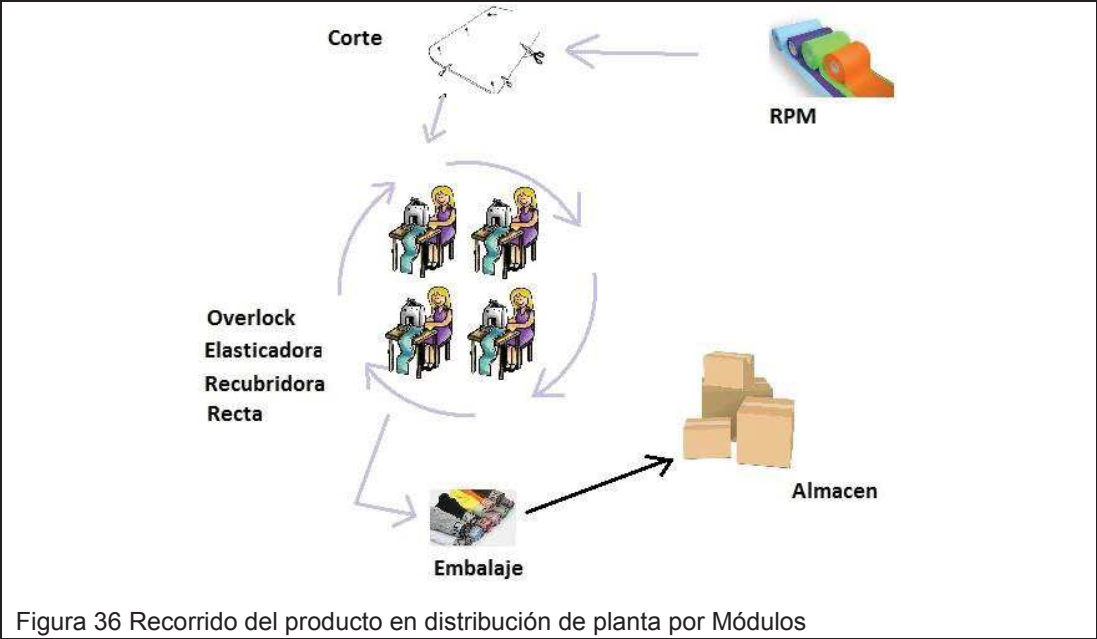 Corte
RPM
Overlock
Elasticadora
Recubridora
Recta
Almacen
Embalaje
Figura 36 Recorrido del producto en distribución de planta por Módulos